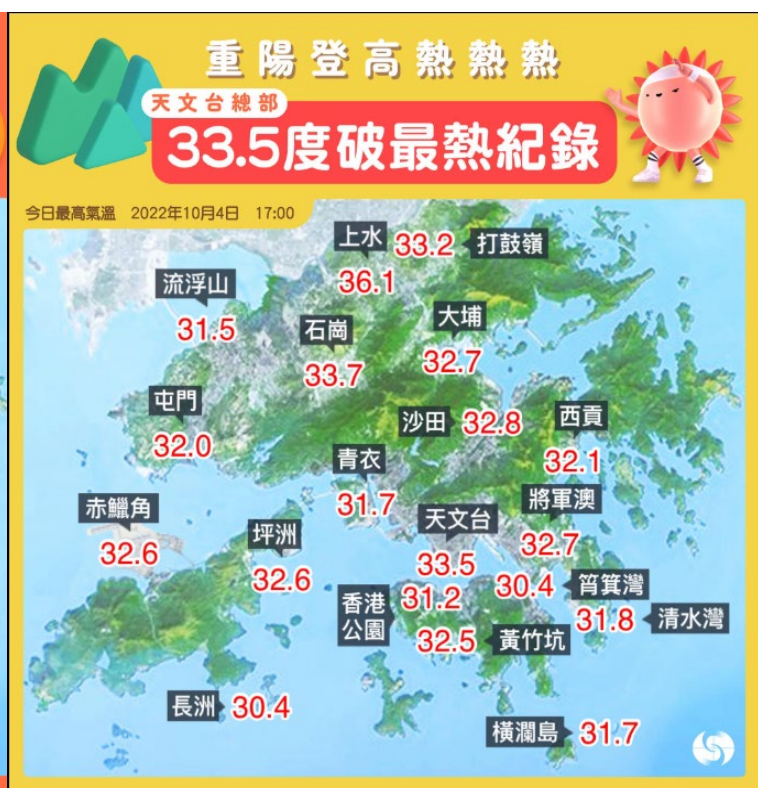 重陽登高熱熱熱
天文台總部
33.5度破最熱紀錄
今日最高氣溫 2022年10月4日 17:00
上水 33.2 打鼓嶺
36.1
流浮山
31.5
石崗
33.7
大埔
32.7
屯門
32.0
沙田 32.8
西貢
32.1
青衣
31.7
將軍澳
32.7
赤鱲角
32.6
坪洲
32.6
天文台
33.5
30.4 筲箕灣
香港
公園
31.2
31.8 清水灣
32.5 黃竹坑
長洲 30.4
橫瀾島 31.7